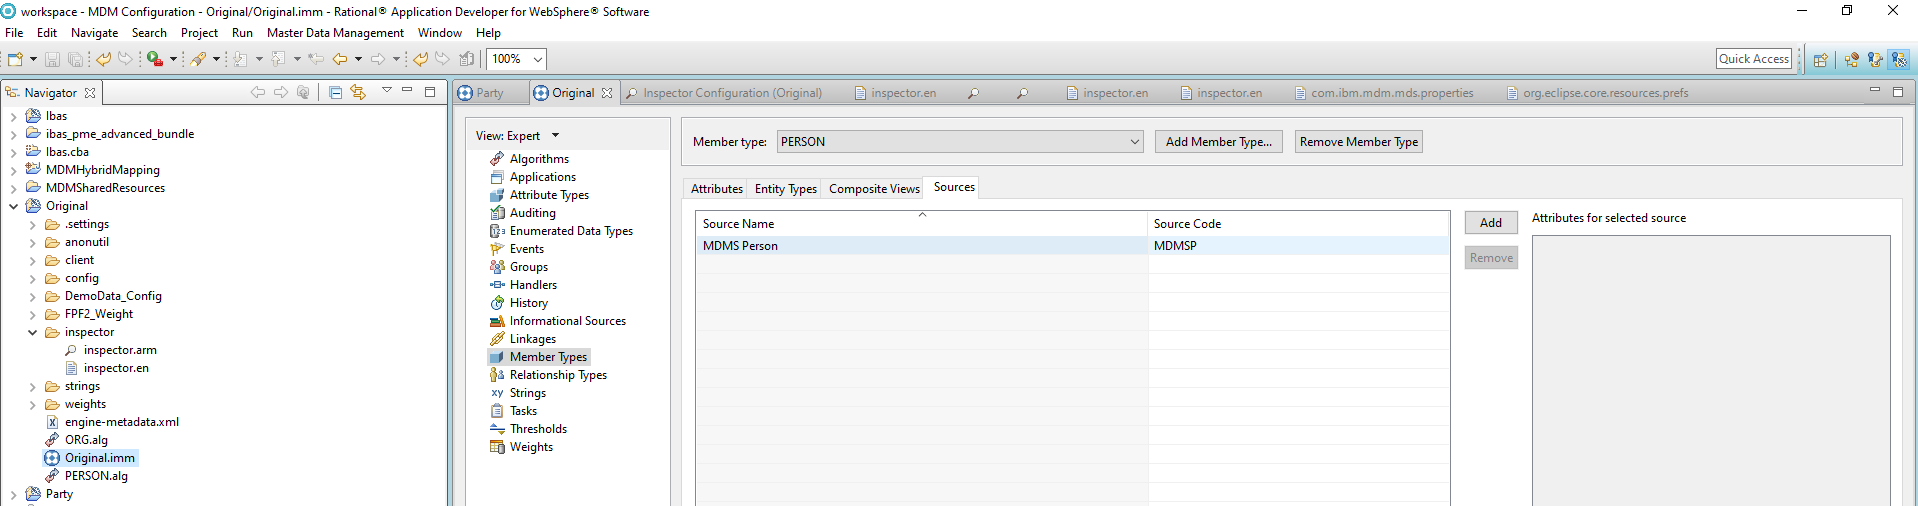 workspace - MDM Configuration - Original/Original.imm - Rational® Application Developer for WebSphere® Software
File Edit Navigate Search Project Run Master Data Management Window Help
100%
Quick Access
Navigator
Ibas
ibas_pme_advanced_bundle
Ibas.cba
MDMHybridMapping
MDMSharedResources
Original
.settings
anonutil
client
config
DemoData_Config
FPF2_Weight
inspector
inspector.arm
inspector.en
strings
weights
engine-metadata.xml
ORG.alg
Original.imm
PERSON.alg
Party
Party Original Inspector Configuration (Original) inspector.en inspector.en inspector.en com.ibm.mdm.mds.properties org.eclipse.core.resources.prefs
View: Expert
Algorithms
Applications
Attribute Types
Auditing
Enumerated Data Types
Events
Groups
Handlers
History
Informational Sources
Linkages
Member Types
Relationship Types
Strings
Tasks
Thresholds
Weights
Member type: PERSON Add Member Type... Remove Member Type
Attributes Entity Types Composite Views Sources
Source Name Source Code
MDMS Person MDMSP
Add
Remove
Attributes for selected source